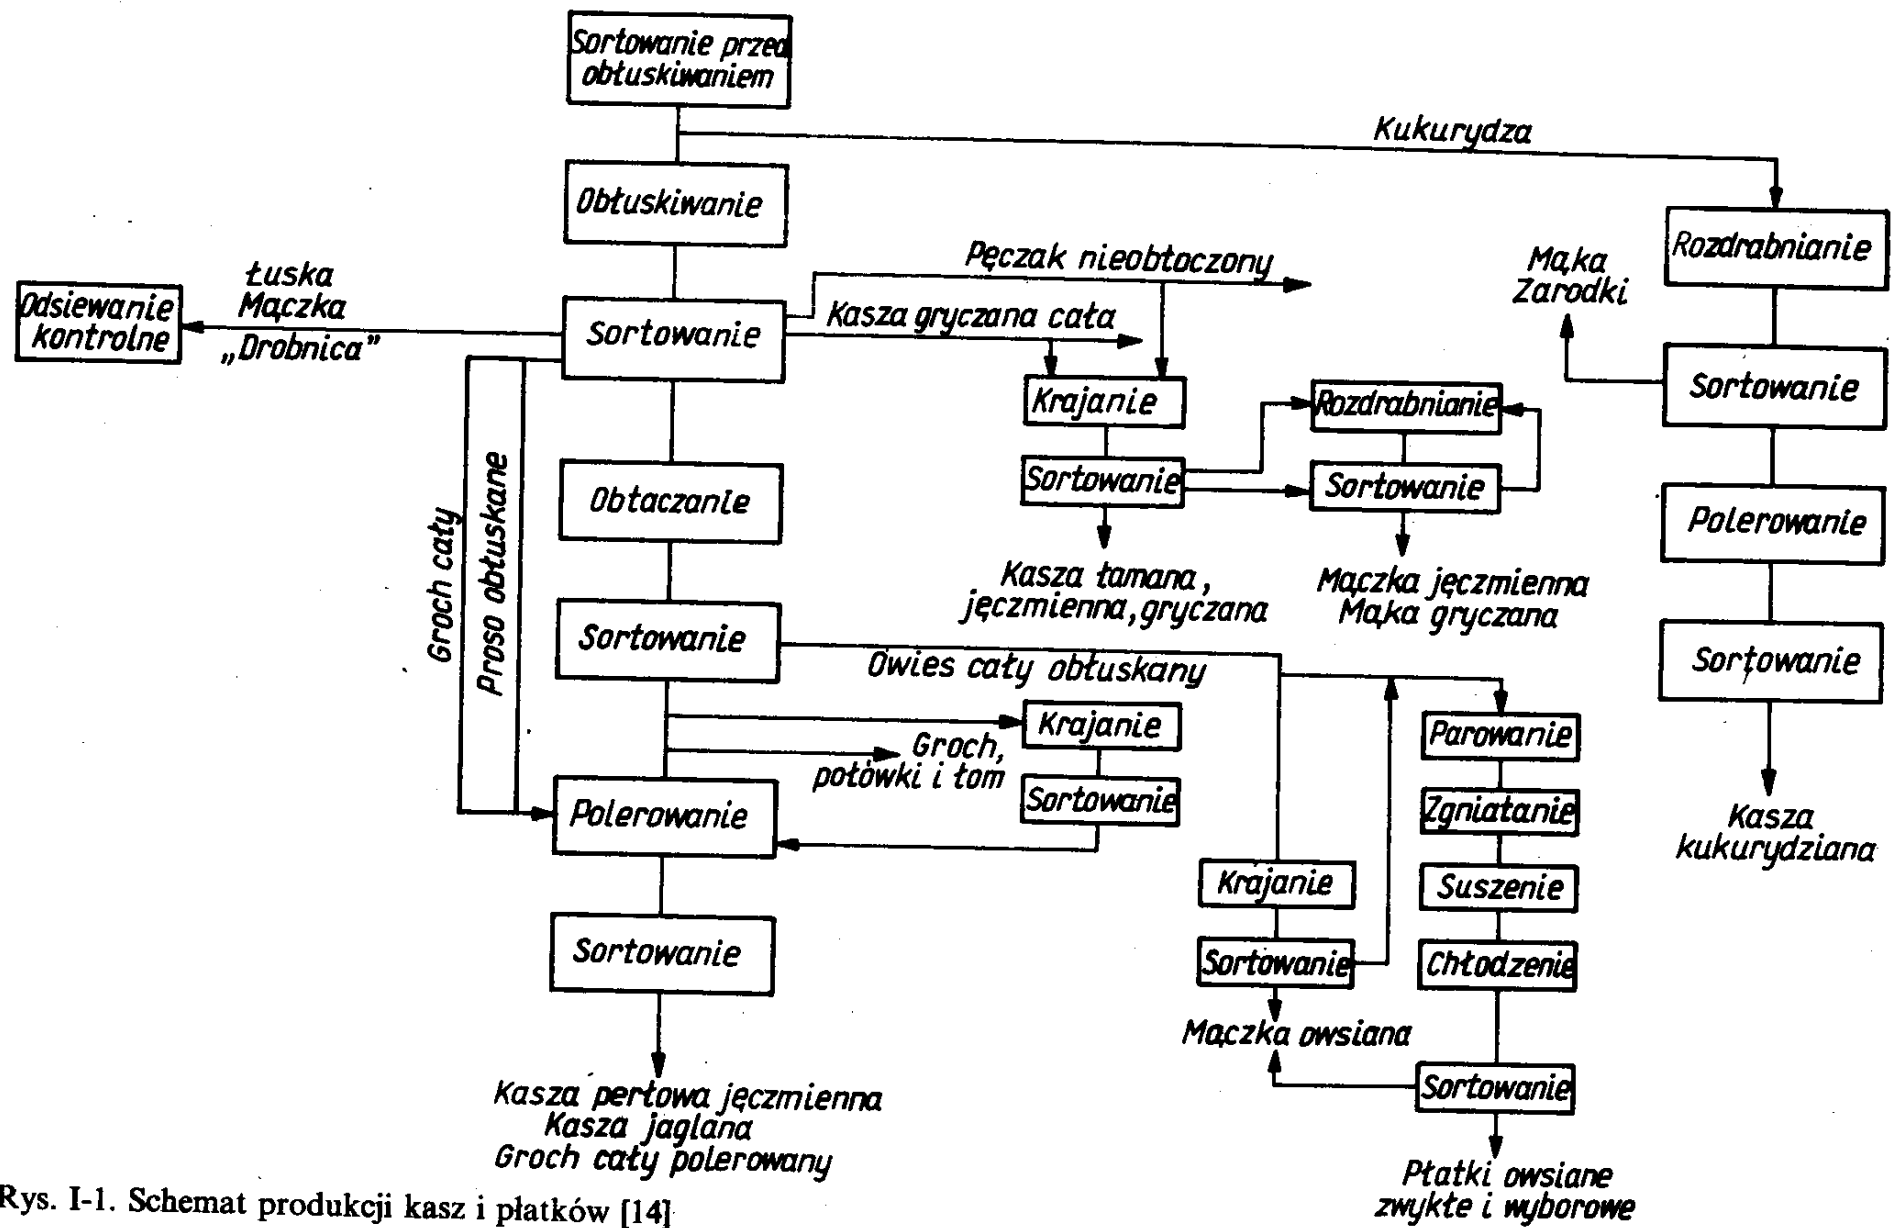 Sortowanie przed
obłuskiwaniem
Kukurydza
Obłuskiwanie
Rozdrabnianie
Pęczak nieobtoczony
Mąka
Zarodki
Łuska
Mączka
„Drobnica”
Odsiewanie
kontrolne
Sortowanie
Kasza gryczana cała
Krajanie
Rozdrabnianie
Sortowanie
Sortowanie
Sortowanie
Obtaczanie
Polerowanie
Groch cały
Proso obłuskane
Kasza łamana,
jęczmienna, gryczana
Mączka jęczmienna
Mąka gryczana
Sortowanie
Owies cały obłuskany
Sortowanie
Krajanie
Groch,
połówki i łom
Sortowanie
Parowanie
Zgniatanie
Kasza
kukurydziana
Polerowanie
Krajanie
Suszenie
Sortowanie
Sortowanie
Chłodzenie
Mączka owsiana
Sortowanie
Kasza perłowa jęczmienna
Kasza jaglana
Groch cały polerowany
Płatki owsiane
zwykłe i wyborowe
Rys. I-1. Schemat produkcji kasz i płatków [14]